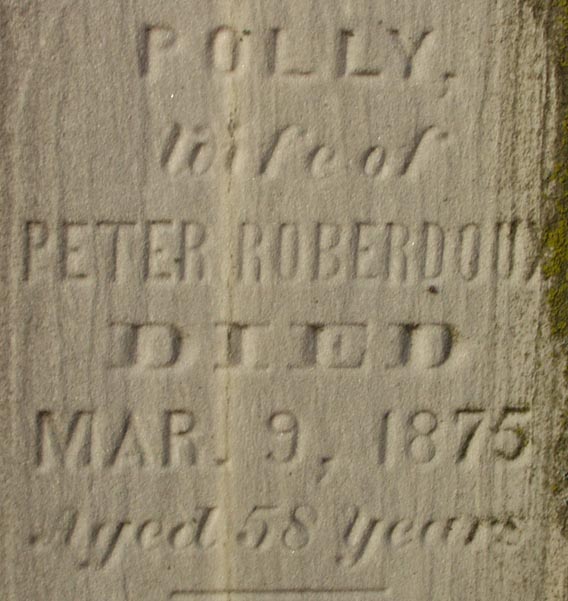 POLLY,
Wife of
PETER ROBERDOUX
DIED
MAR. 9, 1875
Aged 58 years